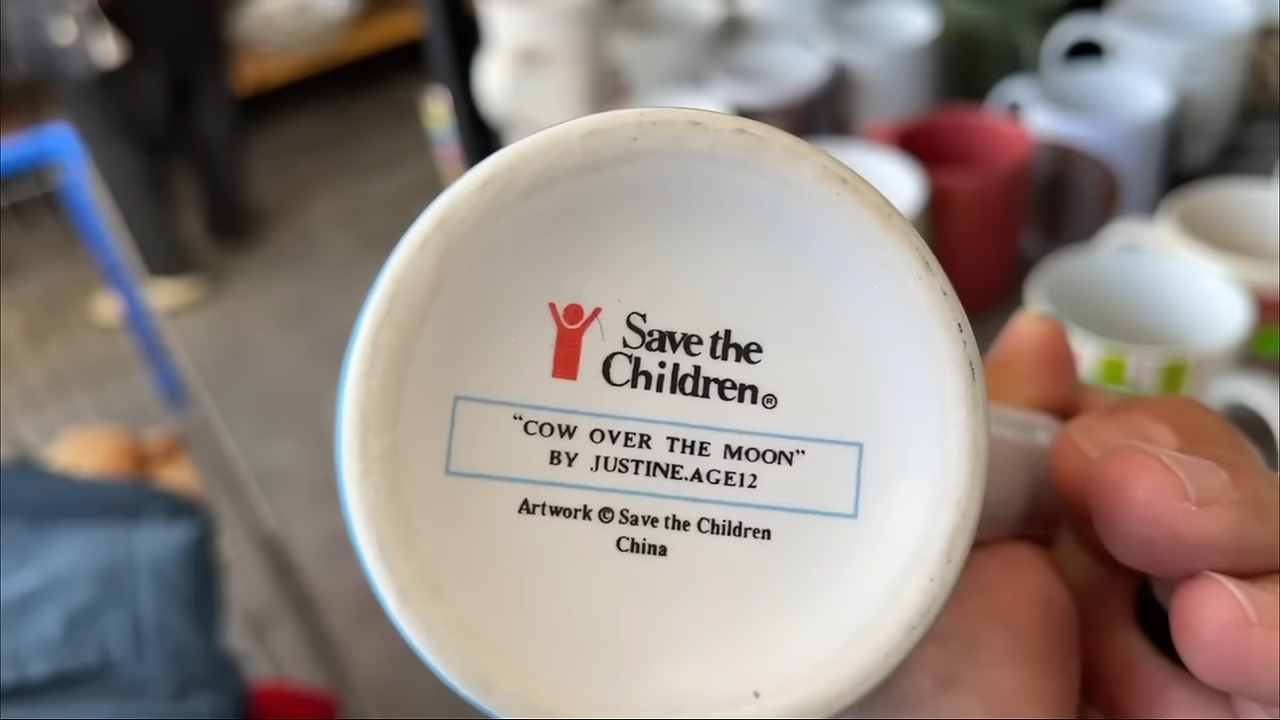 Save the
Children®
“COW OVER THE MOON”
BY JUSTINE.AGE12
Artwork © Save the Children
China